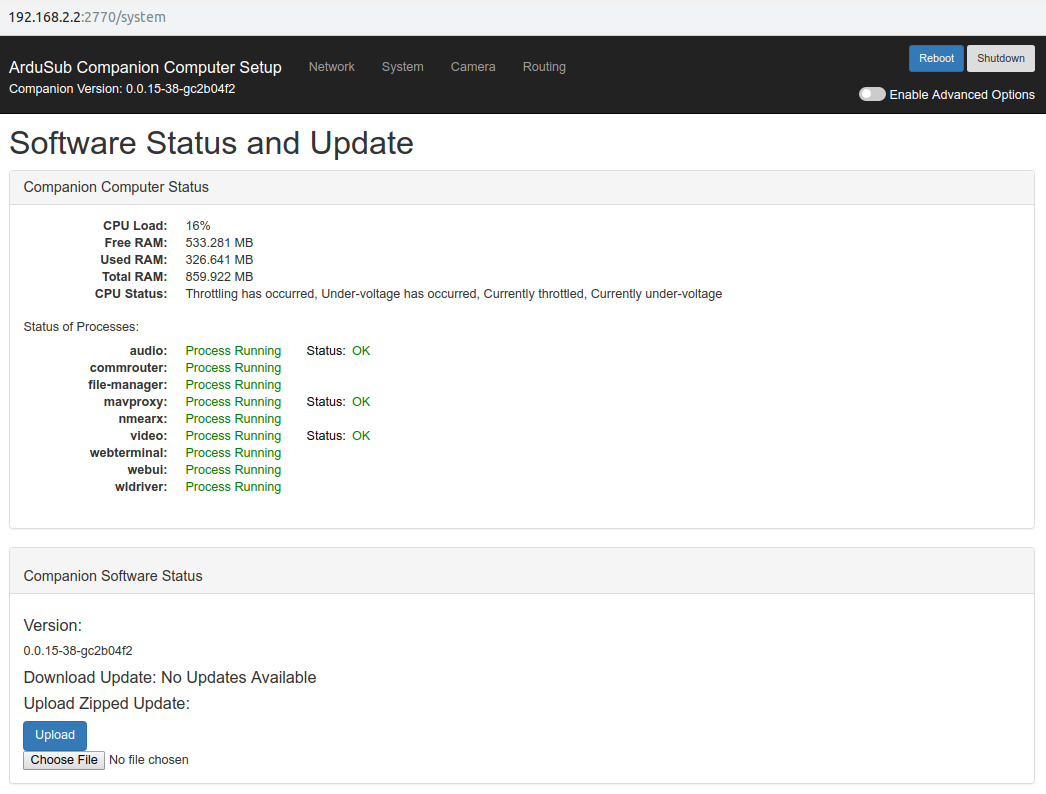 192.168.2.2:2770/system
ArduSub Companion Computer Setup Network System Camera Routing Reboot Shutdown
Companion Version: 0.0.15-38-gc2b04f2 Enable Advanced Options
Software Status and Update
Companion Computer Status
CPU Load: 16%
Free RAM: 533.281 MB
Used RAM: 326.641 MB
Total RAM: 859.922 MB
CPU Status: Throttling has occurred, Under-voltage has occurred, Currently throttled, Currently under-voltage
Status of Processes:
audio: Process Running Status: OK
commrouter: Process Running
file-manager: Process Running
mavproxy: Process Running Status: OK
nmearx: Process Running
video: Process Running Status: OK
webterminal: Process Running
webui: Process Running
wldriver: Process Running
Companion Software Status
Version:
0.0.15-38-gc2b04f2
Download Update: No Updates Available
Upload Zipped Update:
Upload
Choose File No file chosen